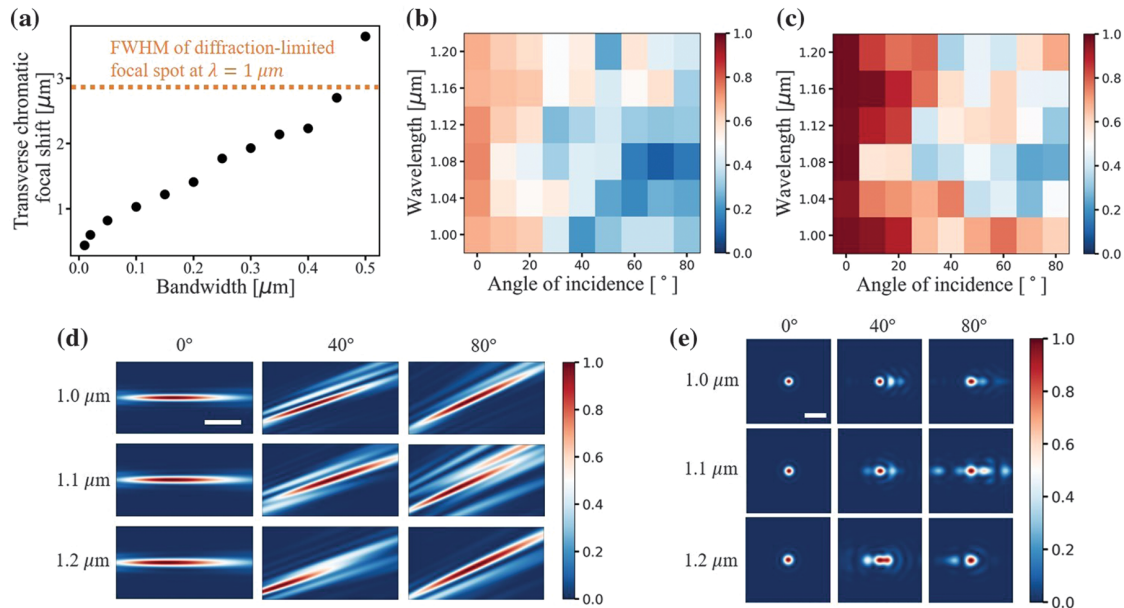 (a)
Transverse chromatic
focal shift [μm]
3
2
1
FWHM of diffraction-limited
focal spot at λ = 1 μm
0.0 0.1 0.2 0.3 0.4 0.5
Bandwidth [μm]
(b)
Wavelength [μm]
1.20
1.16
1.12
1.08
1.04
1.00
0 20 40 60 80
Angle of incidence [°]
1.0
0.8
0.6
0.4
0.2
0.0
(c)
Wavelength [μm]
1.20
1.16
1.12
1.08
1.04
1.00
0 20 40 60 80
Angle of incidence [°]
1.0
0.8
0.6
0.4
0.2
0.0
(d)
0° 40° 80°
1.0 μm
1.1 μm
1.2 μm
1.0
0.8
0.6
0.4
0.2
0.0
(e)
0° 40° 80°
1.0 μm
1.1 μm
1.2 μm
1.0
0.8
0.6
0.4
0.2
0.0